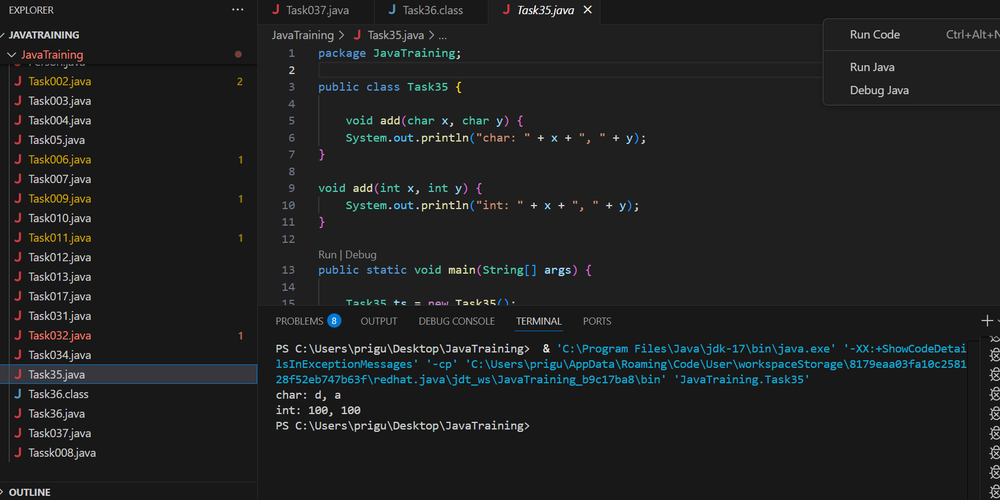 EXPLORER
JAVATRAINING
JavaTraining
Person.java
Task002.java 2
Task003.java
Task004.java
Task05.java
Task006.java 1
Task007.java
Task009.java 1
Task010.java
Task011.java 1
Task012.java
Task013.java
Task017.java
Task031.java
Task032.java 1
Task034.java
Task35.java
Task36.class
Task36.java
Task037.java
Tassk008.java
OUTLINE
Task037.java Task36.class Task35.java
JavaTraining > Task35.java > ...
Run Code Ctrl+Alt+N
Run Java
Debug Java
1 package JavaTraining;
2
3 public class Task35 {
4
5 void add(char x, char y) {
6 System.out.println("char: " + x + ", " + y);
7 }
8
9 void add(int x, int y) {
10 System.out.println("int: " + x + ", " + y);
11 }
12
Run | Debug
13 public static void main(String[] args) {
14
15 Task35 ts = new Task35();
PROBLEMS 8 OUTPUT DEBUG CONSOLE TERMINAL PORTS
PS C:\Users\prigu\Desktop\JavaTraining> & 'C:\Program Files\Java\jdk-17\bin\java.exe' '-XX:+ShowCodeDetai
lsInExceptionMessages' '-cp' 'C:\Users\prigu\AppData\Roaming\Code\User\workspaceStorage\8179eaa03fa10c2581
28f52eb747b63f\redhat.java\jdt_ws\JavaTraining_b9c17ba8\bin' 'JavaTraining.Task35'
char: d, a
int: 100, 100
PS C:\Users\prigu\Desktop\JavaTraining>